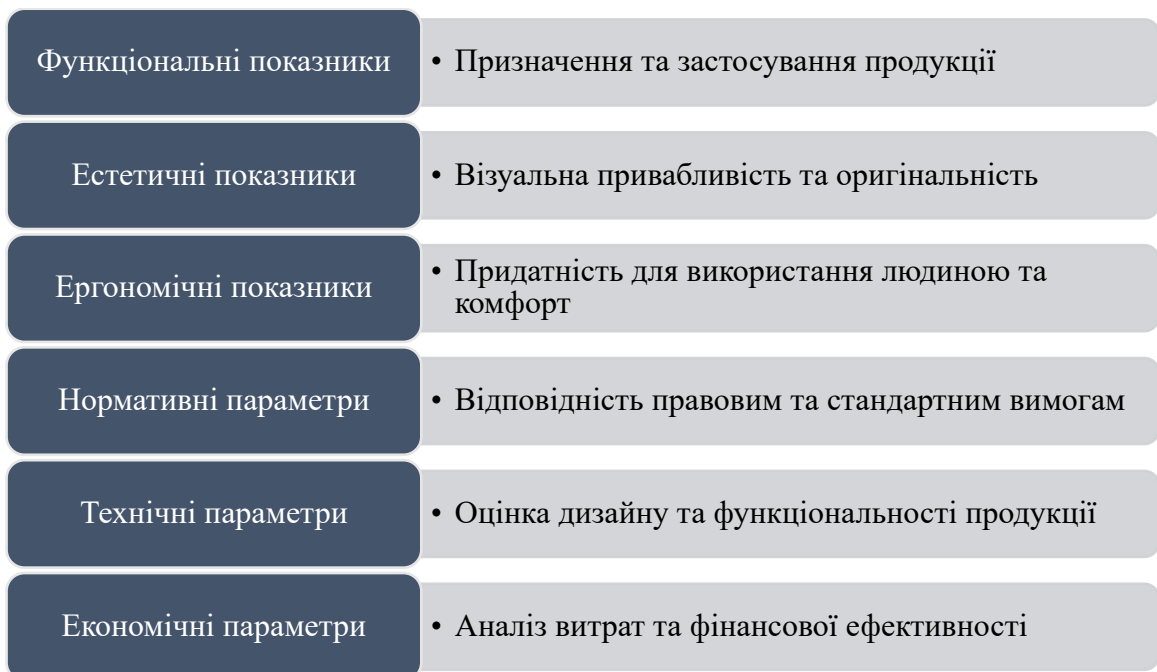 Функціональні показники
• Призначення та застосування продукції
Естетичні показники
• Візуальна привабливість та оригінальність
Ергономічні показники
• Придатність для використання людиною та
комфорт
Нормативні параметри
• Відповідність правовим та стандартним вимогам
Технічні параметри
• Оцінка дизайну та функціональності продукції
Економічні параметри
• Аналіз витрат та фінансової ефективності